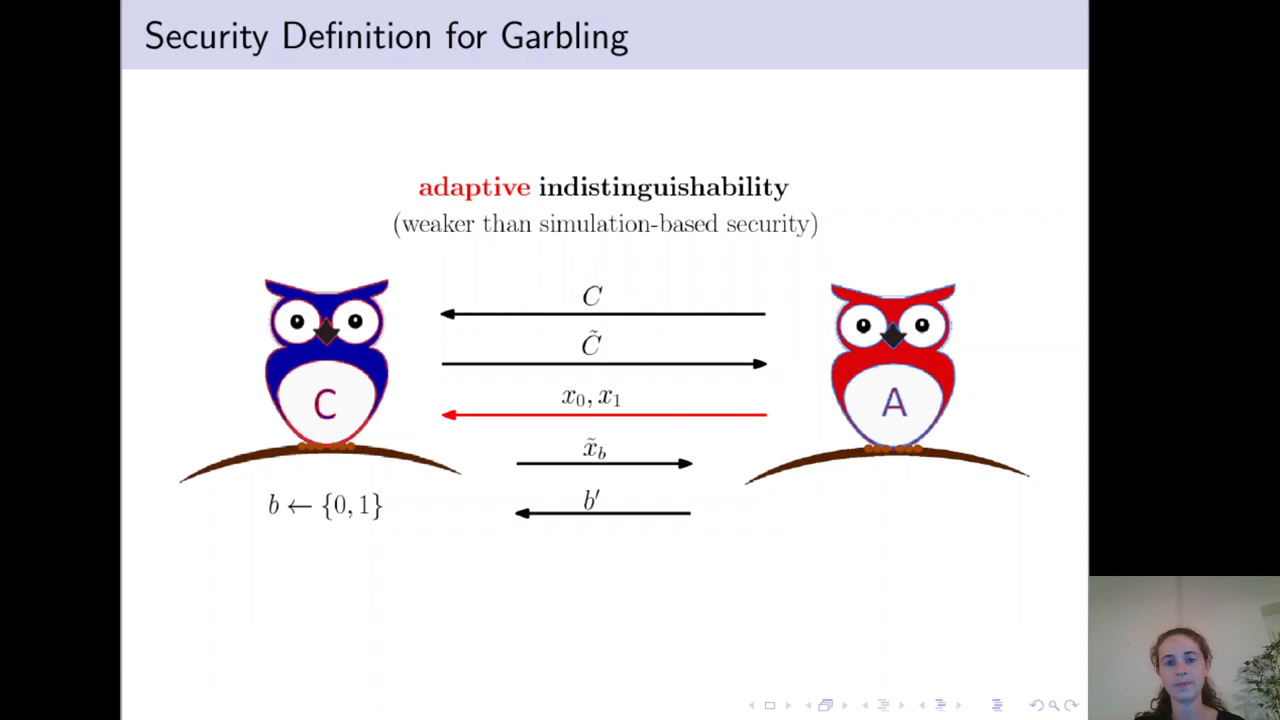 Security Definition for Garbling
adaptive indistinguishability
(weaker than simulation-based security)
C
C̃
x₀, x₁
x̃_b
b′
C
A
b ← {0, 1}